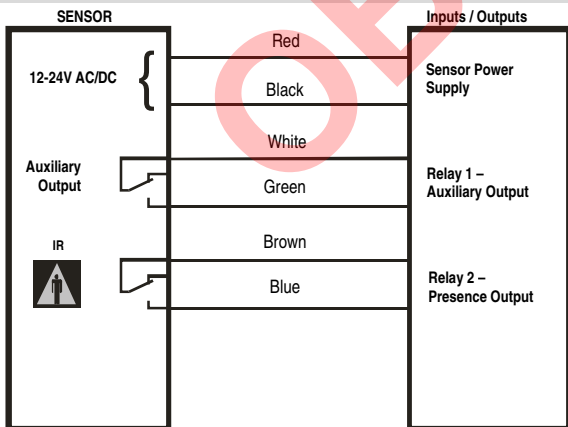 SENSOR
Inputs / Outputs
12-24V AC/DC
Red
Black
Sensor Power
Supply
Auxiliary
Output
White
Green
Relay 1 –
Auxiliary Output
IR
Brown
Blue
Relay 2 –
Presence Output